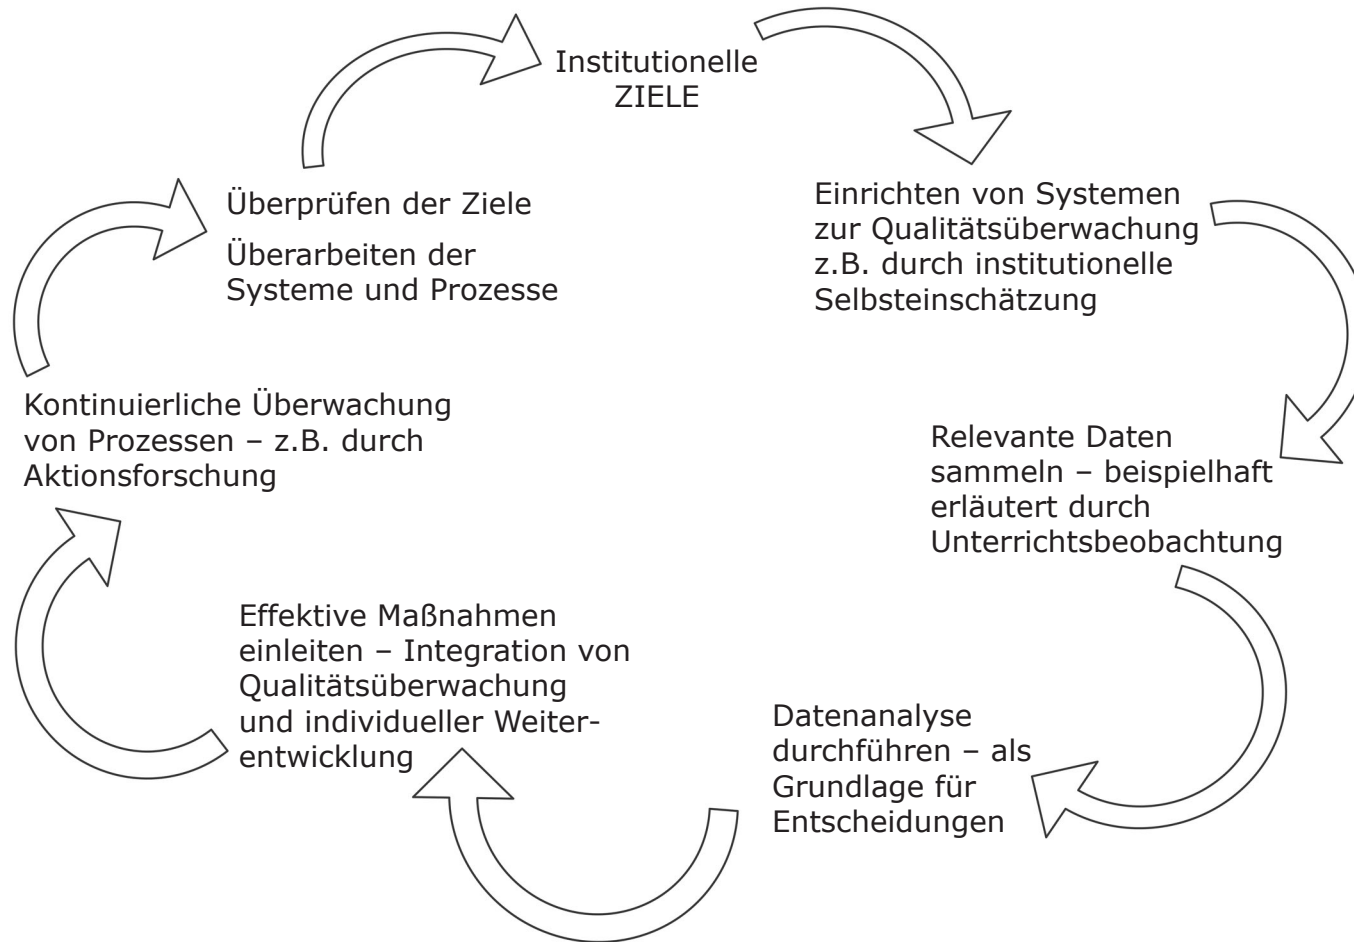 Institutionelle
ZIELE
Einrichten von Systemen
zur Qualitätsüberwachung
z.B. durch institutionelle
Selbsteinschätzung
Relevante Daten
sammeln – beispielhaft
erläutert durch
Unterrichtsbeobachtung
Datenanalyse
durchführen – als
Grundlage für
Entscheidungen
Effektive Maßnahmen
einleiten – Integration von
Qualitätsüberwachung
und individueller Weiter-
entwicklung
Kontinuierliche Überwachung
von Prozessen – z.B. durch
Aktionsforschung
Überprüfen der Ziele
Überarbeiten der
Systeme und Prozesse